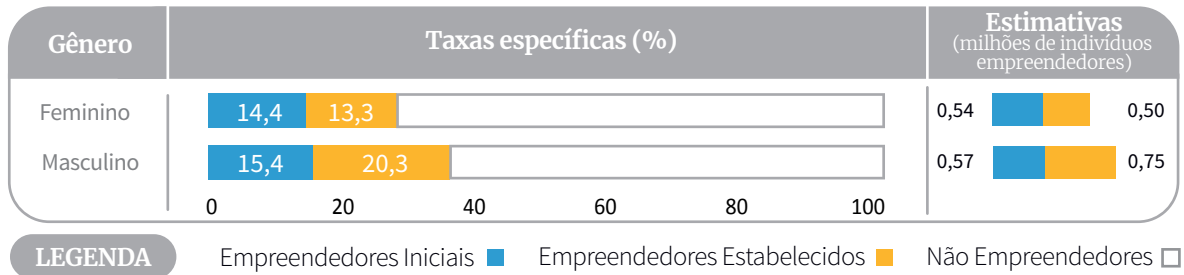 Gênero
Taxas específicas (%)
Estimativas
(milhões de indivíduos
empreendedores)
Feminino
14,4
13,3
0,54
0,50
Masculino
15,4
20,3
0,57
0,75
0 20 40 60 80 100
LEGENDA
Empreendedores Iniciais
Empreendedores Estabelecidos
Não Empreendedores